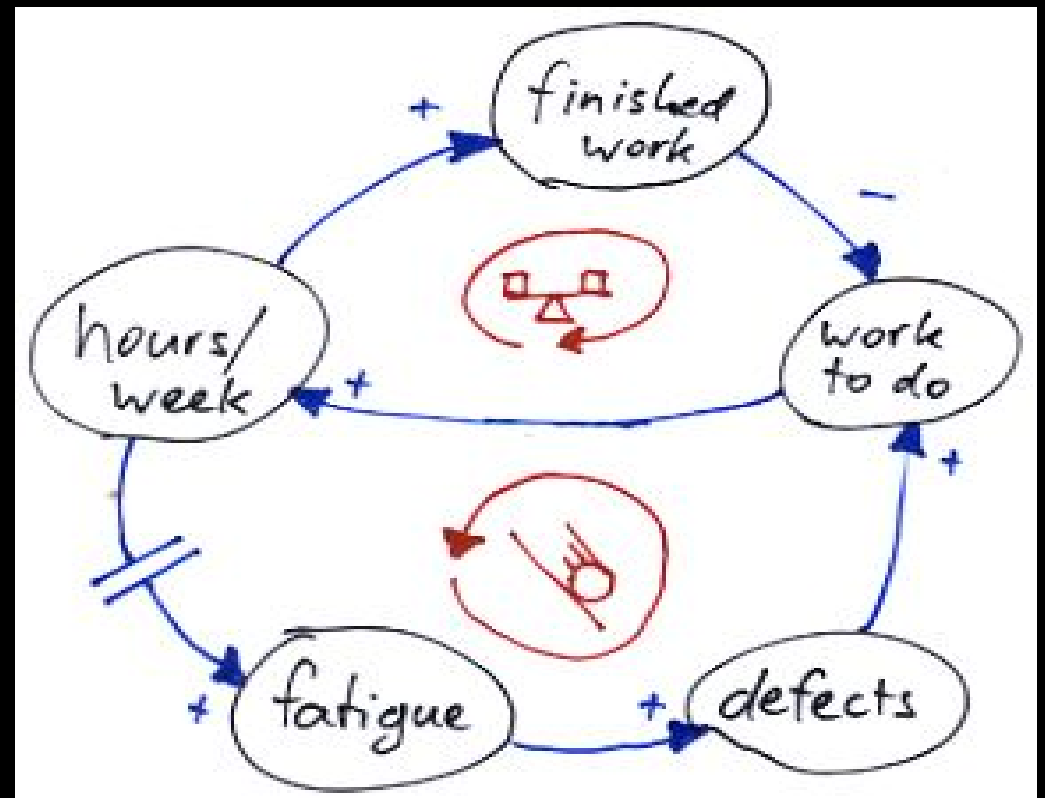 +
finished
work
−
hours/
week
+
work
to do
+
+
fatigue
+
defects